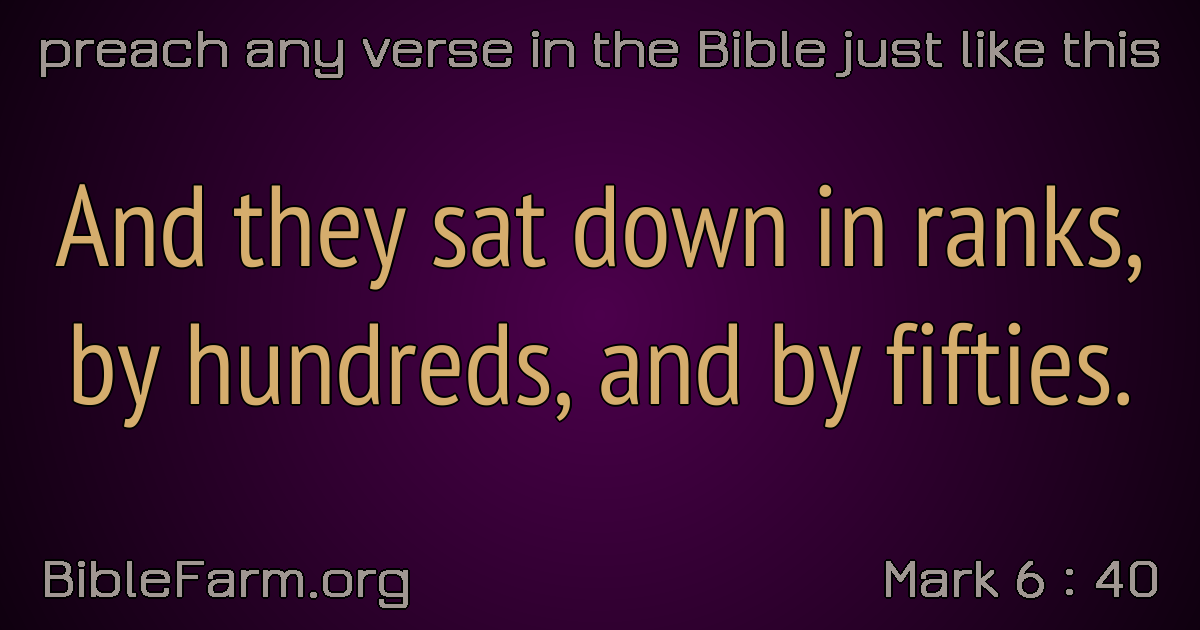 preach any verse in the Bible just like this
And they sat down in ranks,
by hundreds, and by fifties.
BibleFarm.org
Mark 6 : 40